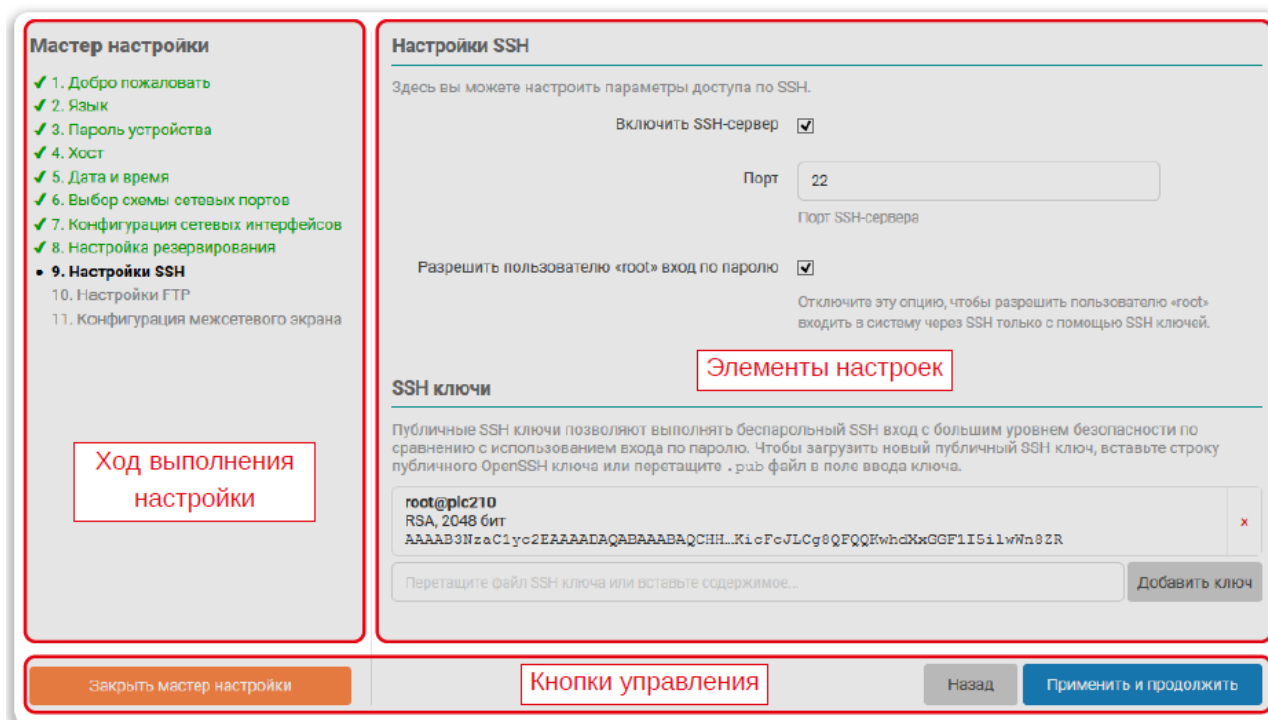 Мастер настройки
✔ 1. Добро пожаловать
✔ 2. Язык
✔ 3. Пароль устройства
✔ 4. Хост
✔ 5. Дата и время
✔ 6. Выбор схемы сетевых портов
✔ 7. Конфигурация сетевых интерфейсов
✔ 8. Настройка резервирования
• 9. Настройки SSH
10. Настройки FTP
11. Конфигурация межсетевого экрана
Ход выполнения
настройки
Настройки SSH
Здесь вы можете настроить параметры доступа по SSH.
Включить SSH-сервер
Порт 22
Порт SSH-сервера
Разрешить пользователю «root» вход по паролю
Отключите эту опцию, чтобы разрешить пользователю «root»
входить в систему через SSH только с помощью SSH ключей.
Элементы настроек
SSH ключи
Публичные SSH ключи позволяют выполнять беспарольный SSH вход с большим уровнем безопасности по
сравнению с использованием входа по паролю. Чтобы загрузить новый публичный SSH ключ, вставьте строку
публичного OpenSSH ключа или перетащите .pub файл в поле ввода ключа.
root@plc210
RSA, 2048 бит
x
AAAAB3NzaC1yc2EAAAADAQABAAABAQCHH…KicFcJLCg8QFQQKwhdXxGGF1I5ilwWn8ZR
Перетащите файл SSH ключа или вставьте содержимое...
Добавить ключ
Закрыть мастер настройки
Кнопки управления
Назад
Применить и продолжить